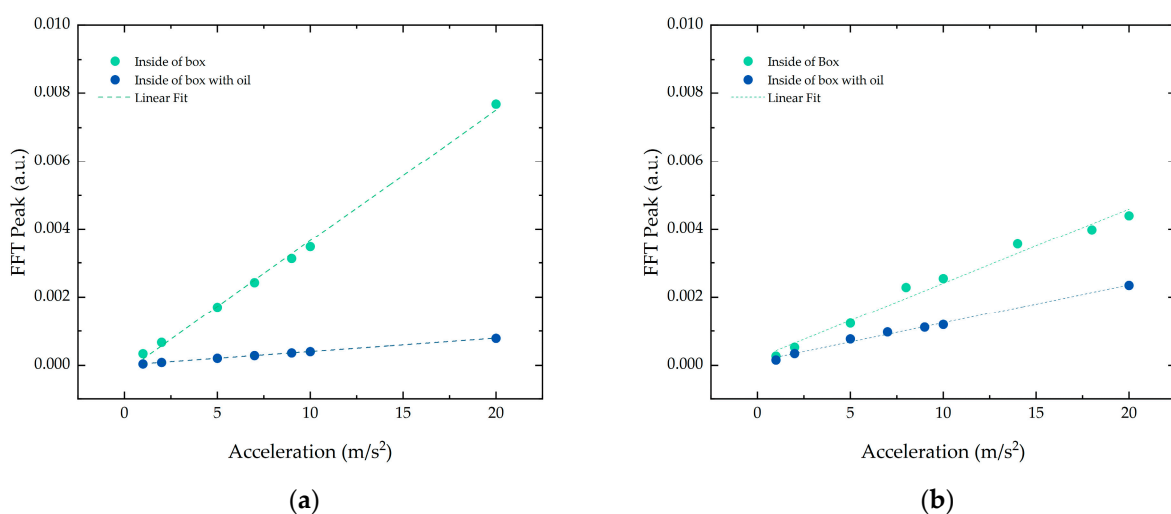 0.010
0.008
0.006
0.004
0.002
0.000
FFT Peak (a.u.)
Inside of box
Inside of box with oil
Linear Fit
0 5 10 15 20
Acceleration (m/s²)
(a)
0.010
0.008
0.006
0.004
0.002
0.000
FFT Peak (a.u.)
Inside of Box
Inside of box with oil
Linear Fit
0 5 10 15 20
Acceleration (m/s²)
(b)